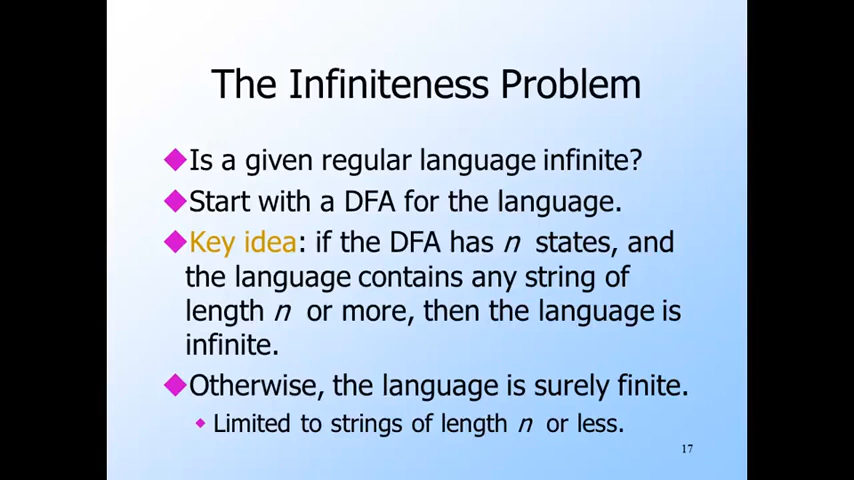 The Infiniteness Problem
Is a given regular language infinite?
Start with a DFA for the language.
Key idea: if the DFA has n states, and
the language contains any string of
length n or more, then the language is
infinite.
Otherwise, the language is surely finite.
Limited to strings of length n or less.
17